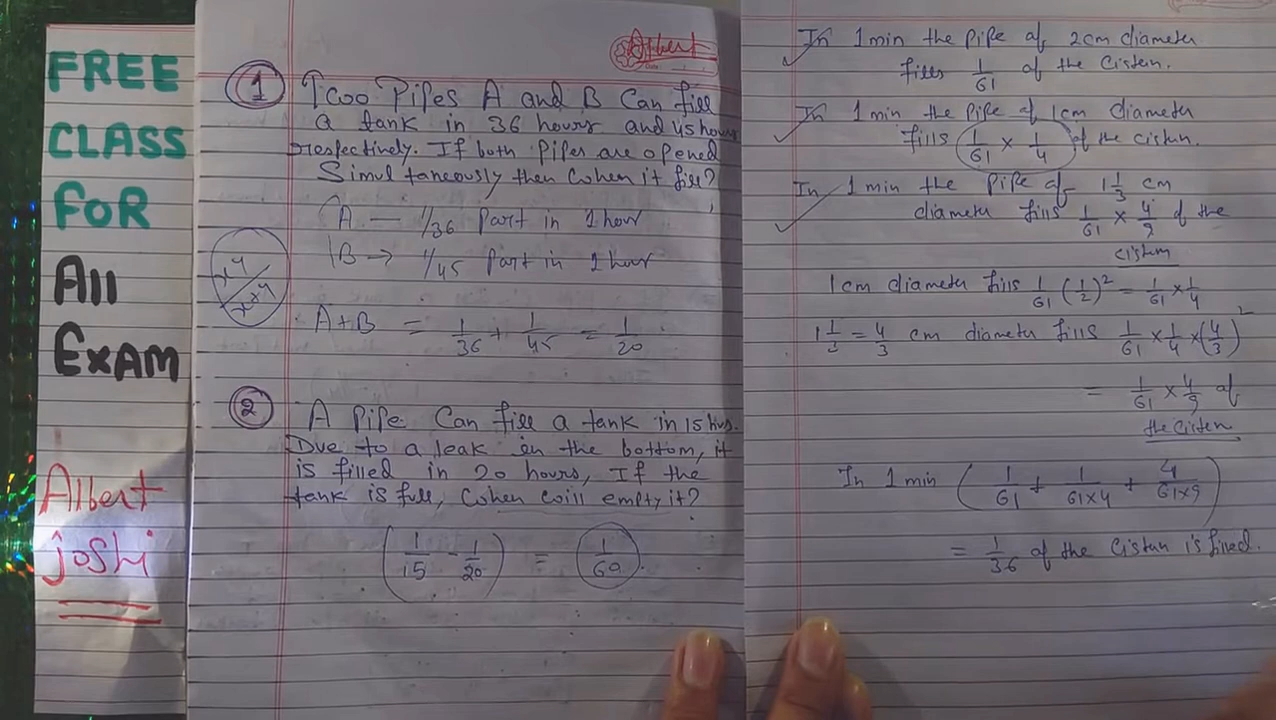 FREE
CLASS
FOR
All
EXAM
Albert
joshi
Albert
1 Two Pipes A and B Can fill
a tank in 36 hours and 45 hours
respectively. If both Pipes are opened
Simultaneously then when it fill?
A — 1/36 Part in 1 hour
B → 1/45 Part in 1 hour
A+B = 1/36 + 1/45 = 1/20
2 A Pipe Can fill a tank in 15 hrs.
Due to a leak in the bottom, it
is filled in 20 hours, If the
tank is full, when will empty it?
(1/15 - 1/20) = 1/60
In 1 min the Pipe of 2cm diameter
fills 1/61 of the Cistern.
In 1 min the pipe of 1cm diameter
fills 1/61 × 1/4 of the cistern.
In 1 min the pipe of 1 1/3 cm
diameter fills 1/61 × 4/9 of the
cistern
1cm diameter fills 1/61 (1/2)² = 1/61 × 1/4
1 1/3 = 4/3 cm diameter fills 1/61 × 1/4 × (4/3)²
= 1/61 × 4/9 of
the Cistern
In 1 min (1/61 + 1/61×4 + 4/61×9)
= 1/36 of the Cistern is filled.